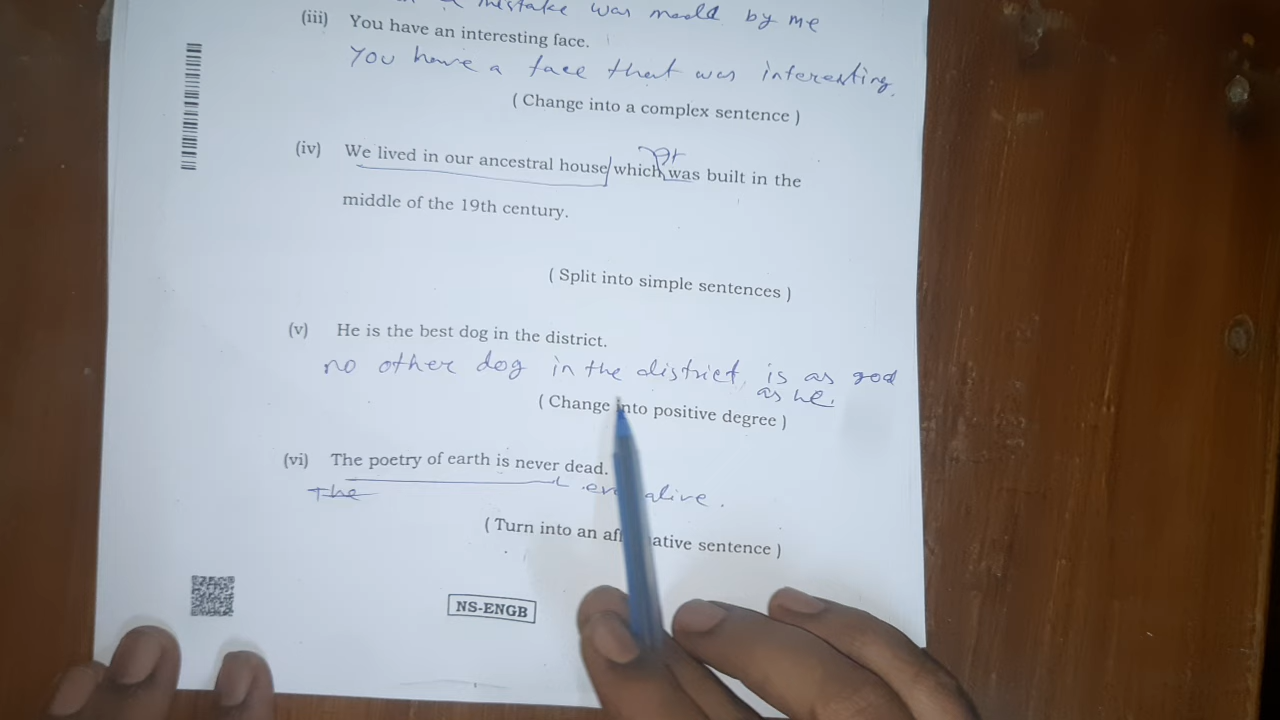 mistake was made by me
(iii) You have an interesting face.
You have a face that was interesting
( Change into a complex sentence )
It
(iv) We lived in our ancestral house which was built in the
middle of the 19th century.
( Split into simple sentences )
(v) He is the best dog in the district.
no other dog in the district, is as good
as he.
( Change into positive degree )
(vi) The poetry of earth is never dead.
The alive.
( Turn into an sentence )
NS-ENGB